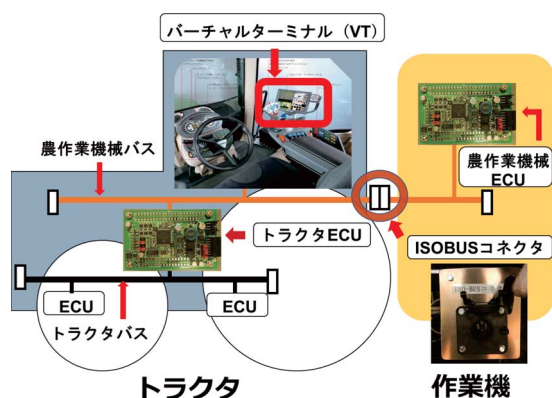 バーチャルターミナル（VT）
農作業機械バス
農作業機械
ECU
トラクタECU
ISOBUSコネクタ
ECU
ECU
トラクタバス
トラクタ
作業機